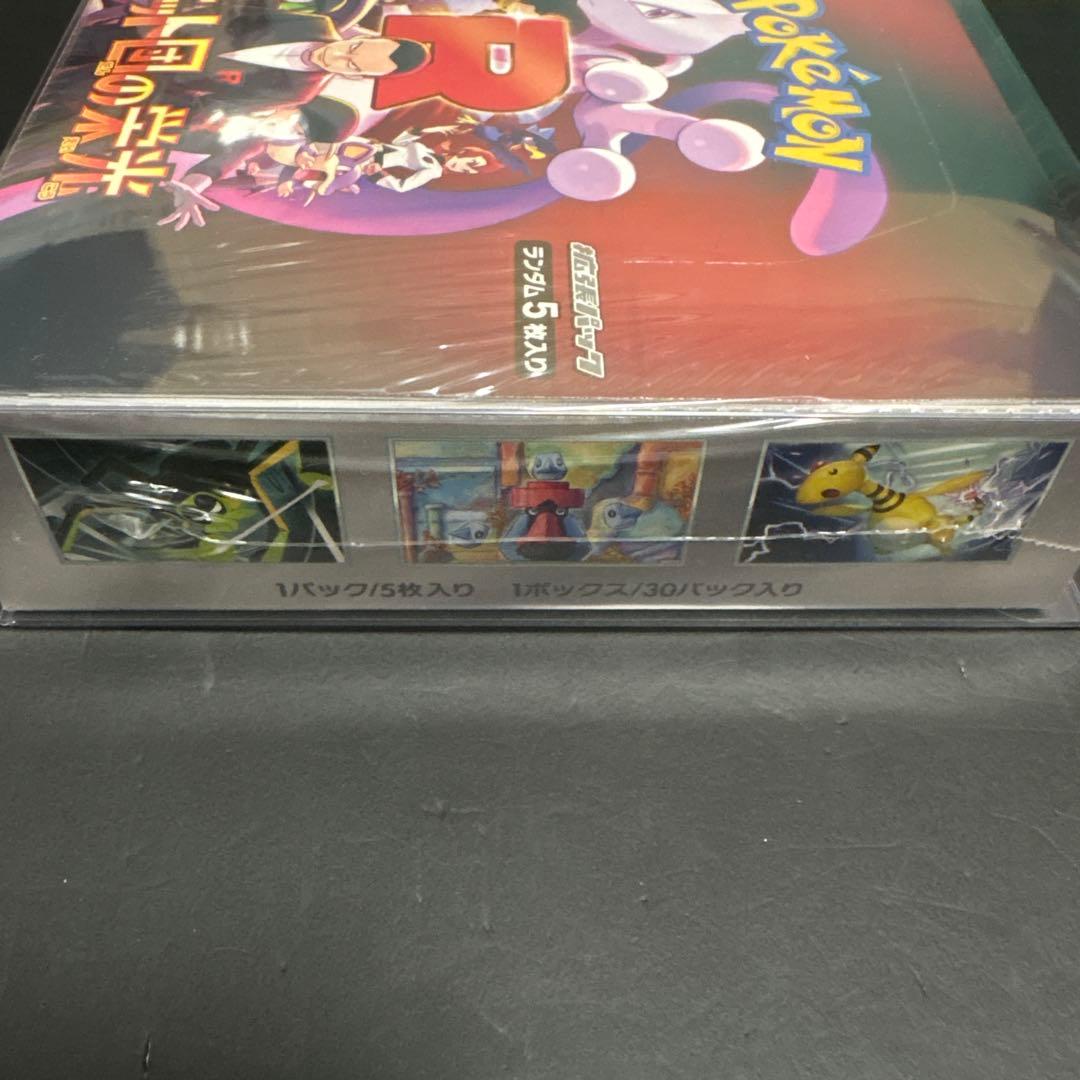 POKÉMON
ット団の栄光
R
拡張パック
ランダム5枚入り
1パック/5枚入り 1ボックス/30パック入り